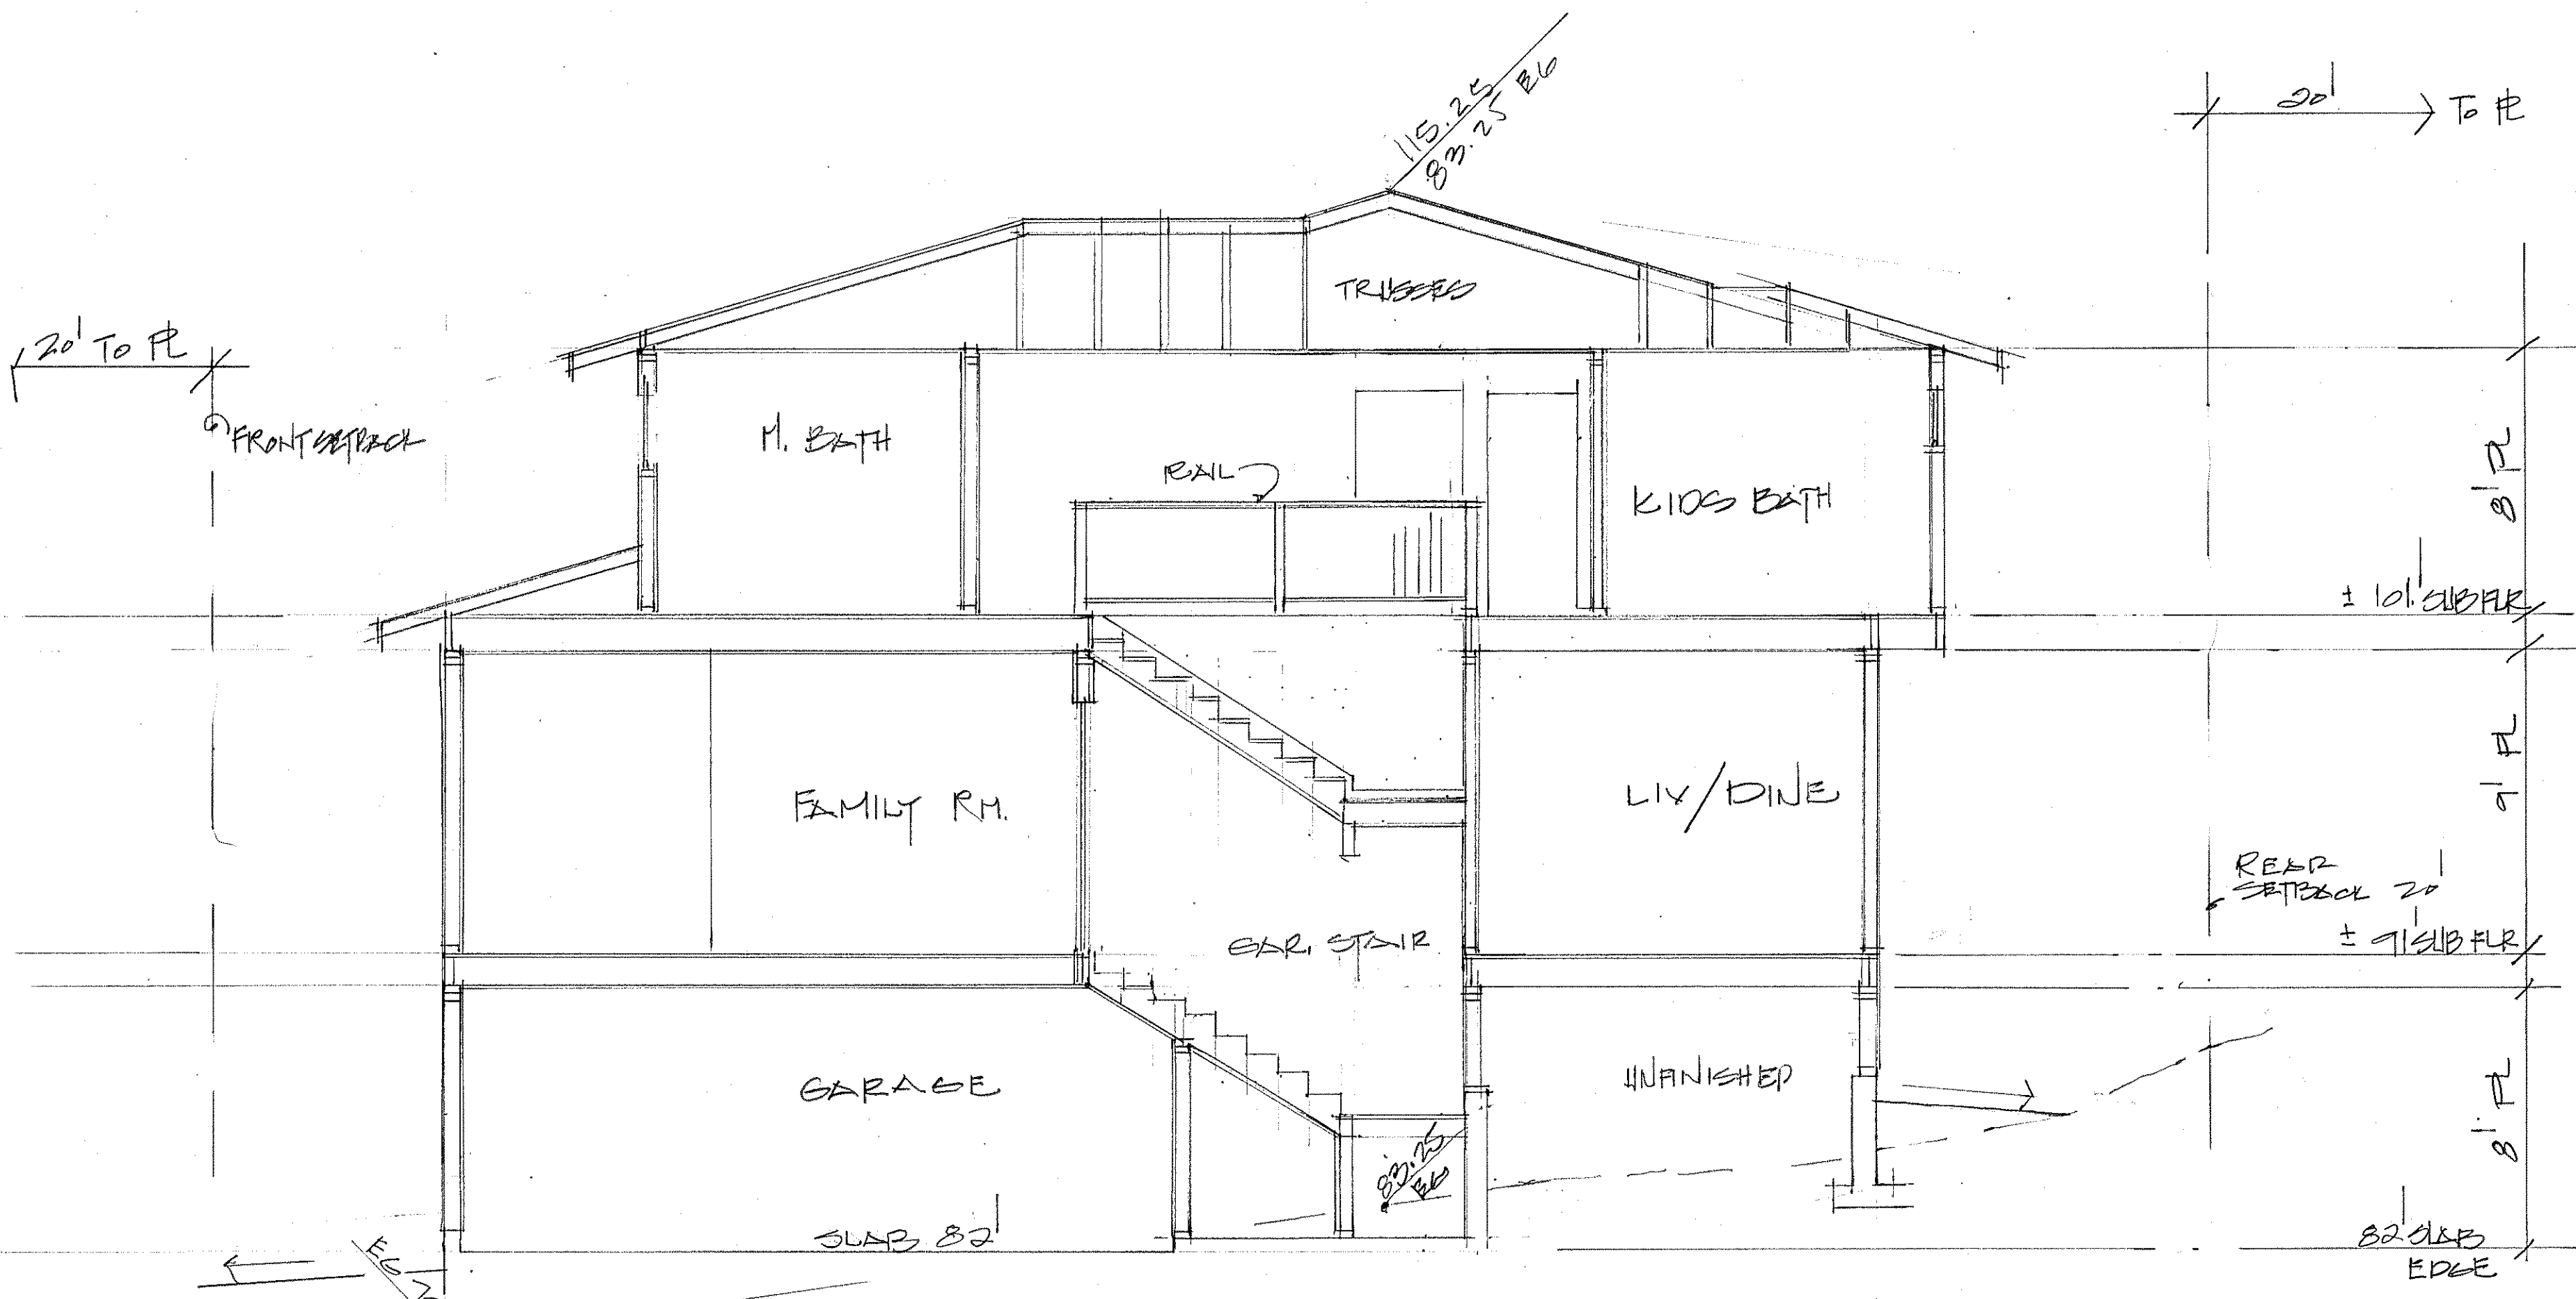 115.25
83.25 EG
20'
TO PL
TRUSSES
20' TO PL
FRONT SETBACK
M. BATH
RAIL
KIDS BATH
8' PL
± 101' SUB FLR
FAMILY RM.
LIV/DINE
9' PL
REAR
SETBACK 20'
GAR. STAIR
± 91' SUB FLR
GARAGE
UNFINISHED
8' PL
83.25
EG
SLAB 82'
82' SLAB
EDGE
EG